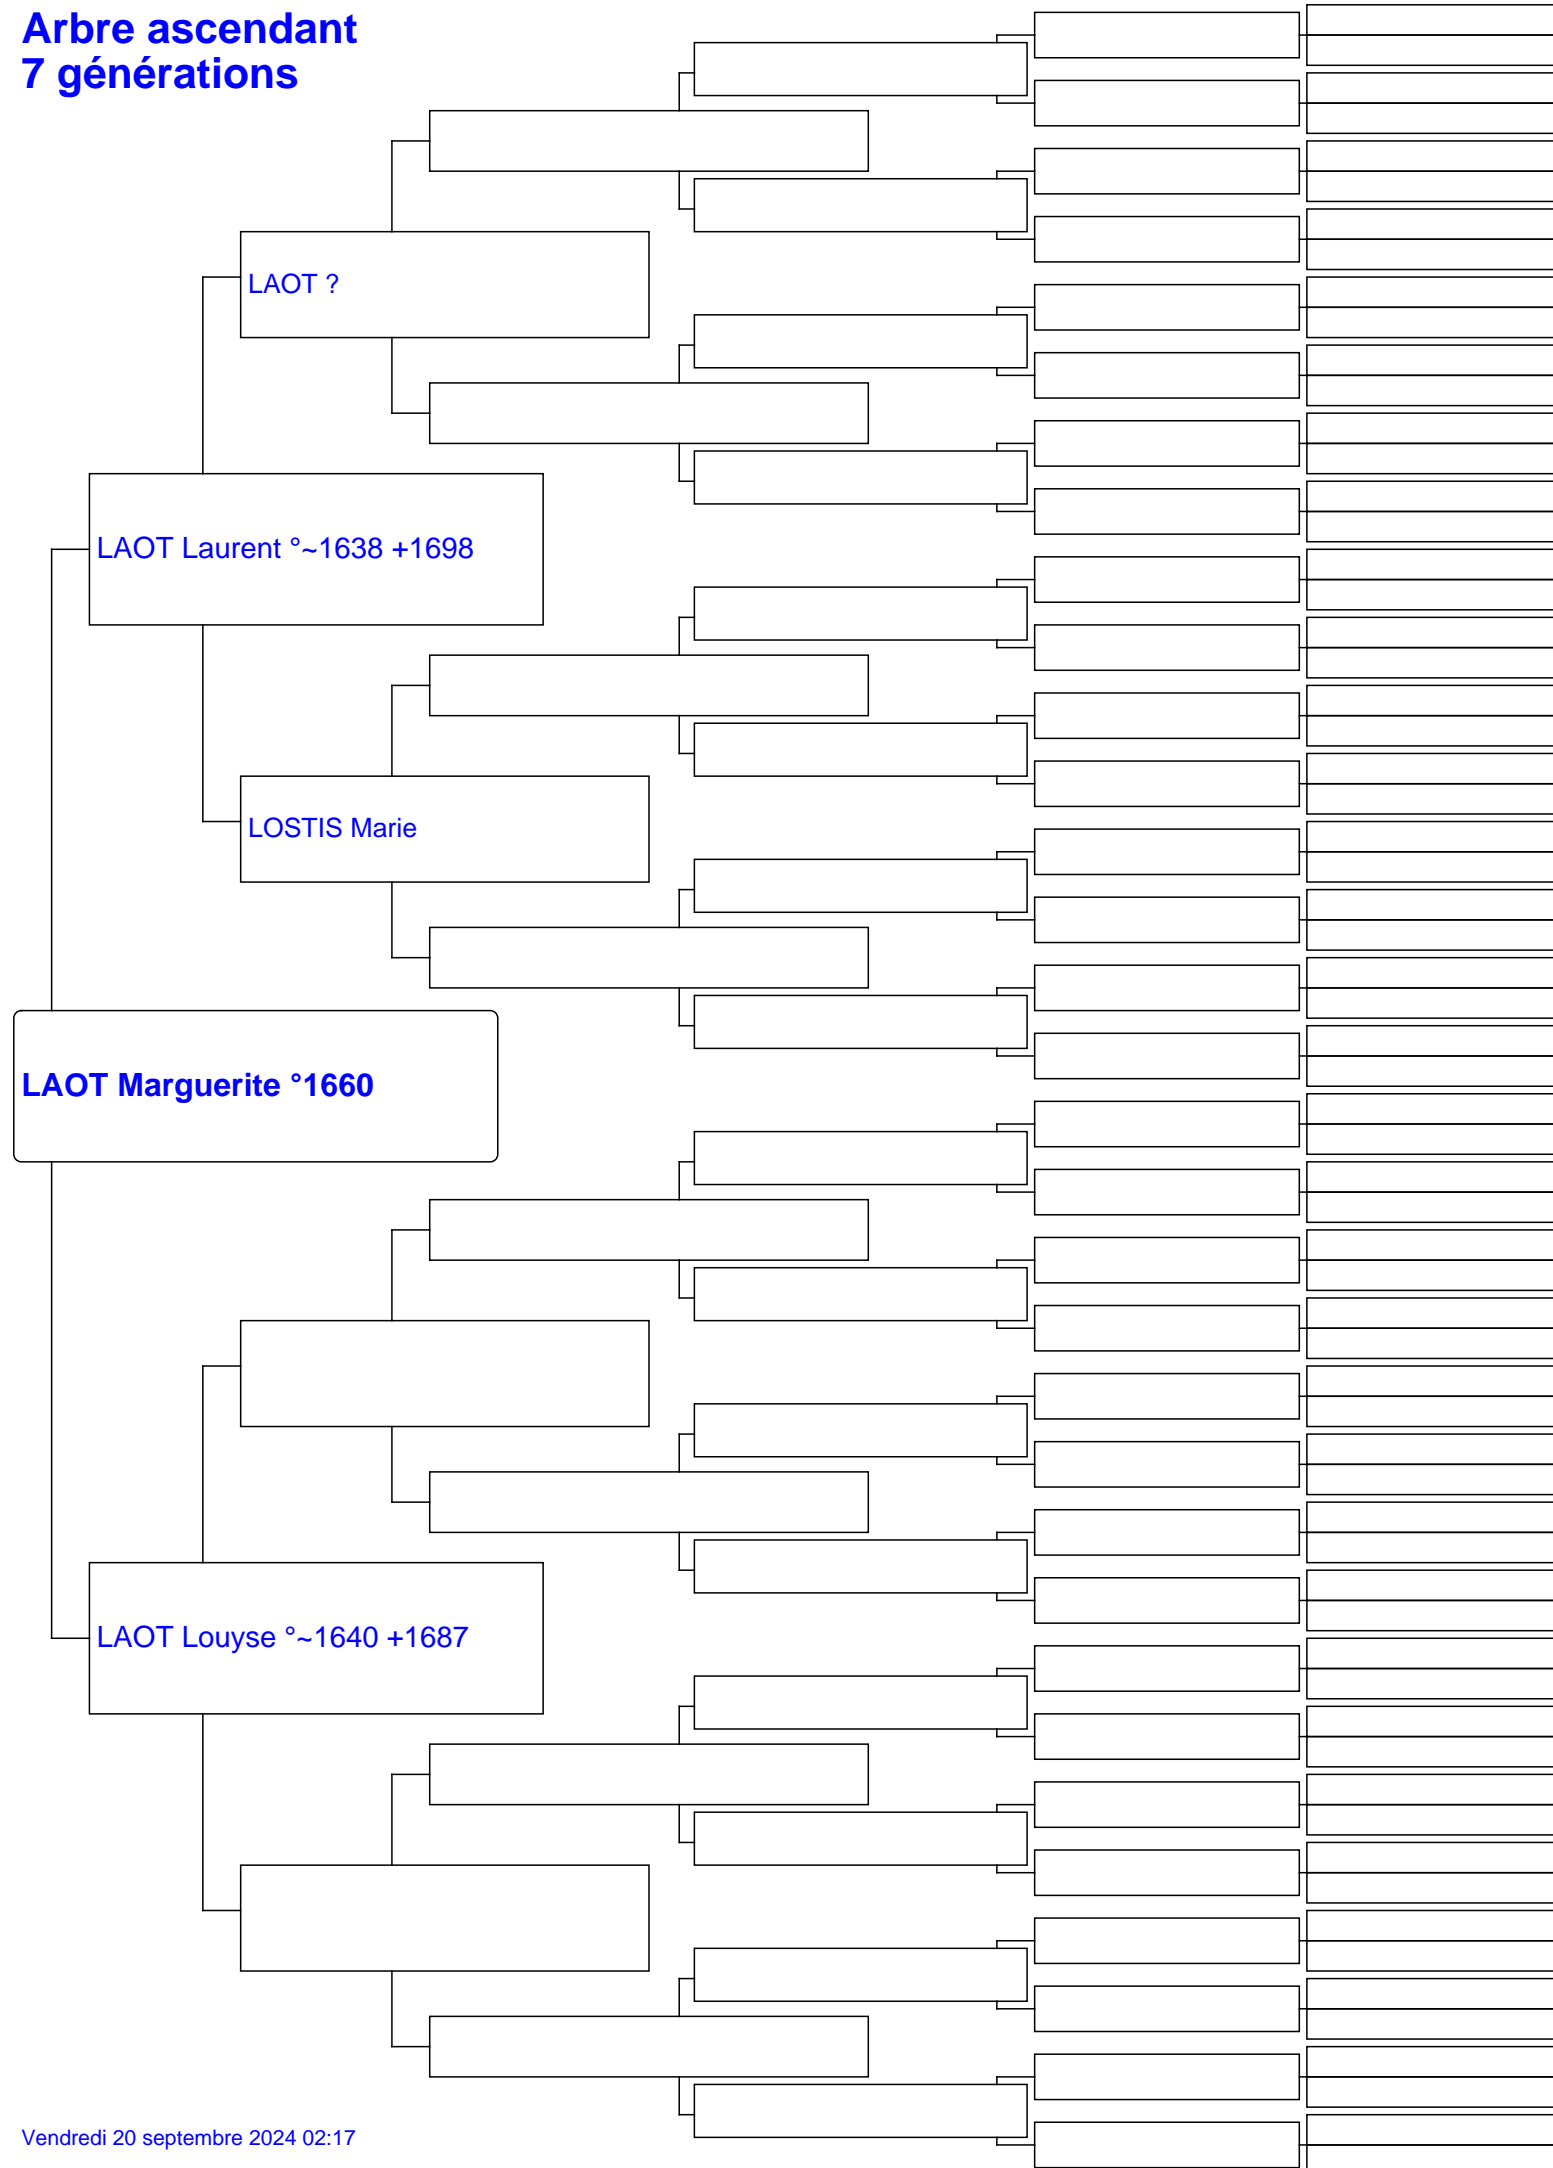 Arbre ascendant
7 générations
LAOT ?
LAOT Laurent °~1638 +1698
LOSTIS Marie
LAOT Marguerite °1660
LAOT Louyse °~1640 +1687
Vendredi 20 septembre 2024 02:17